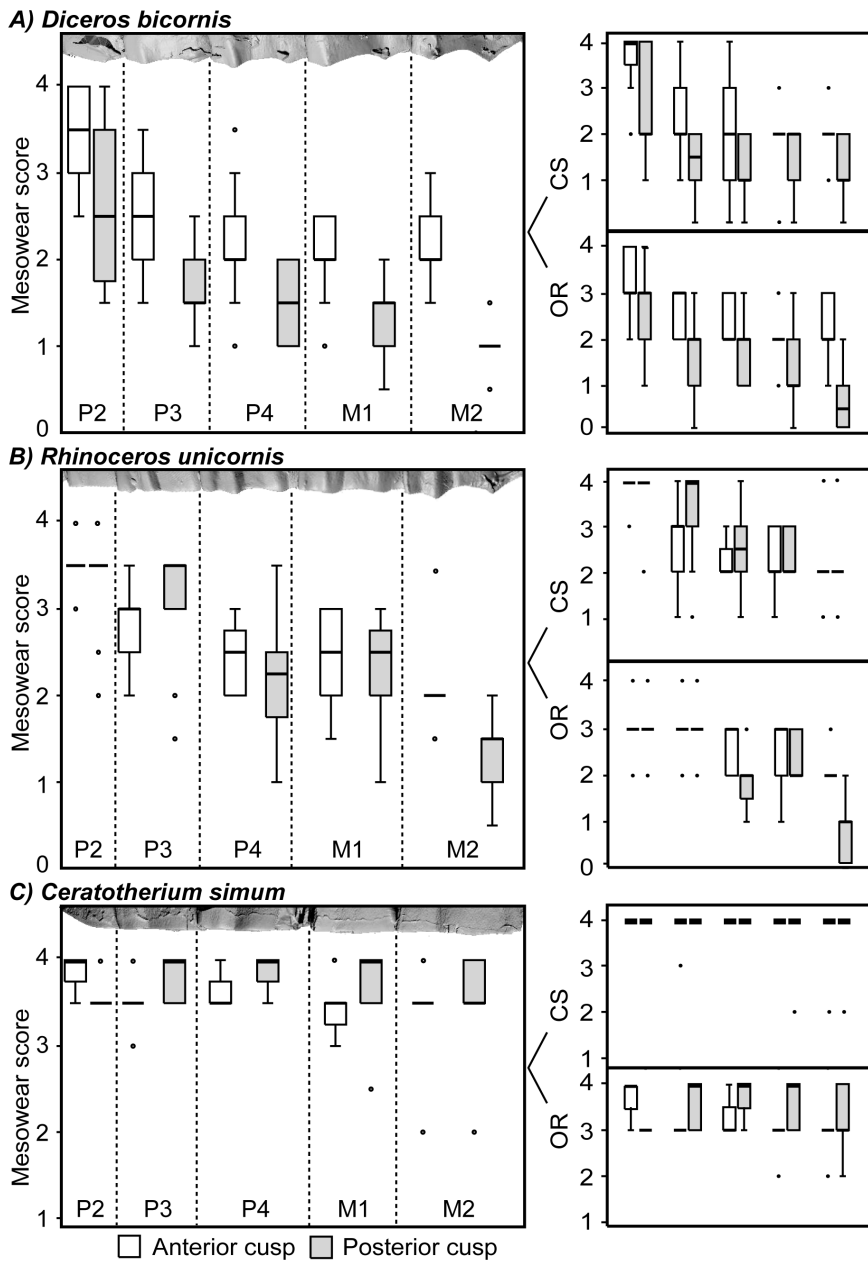 A) Diceros bicornis
Mesowear score
4
3
2
1
0
P2 P3 P4 M1 M2
CS
4
3
2
1
OR
4
3
2
1
0
B) Rhinoceros unicornis
Mesowear score
4
3
2
1
0
P2 P3 P4 M1 M2
CS
4
3
2
1
OR
4
3
2
1
0
C) Ceratotherium simum
Mesowear score
4
3
2
1
P2 P3 P4 M1 M2
CS
4
3
2
1
OR
4
3
2
1
Anterior cusp Posterior cusp